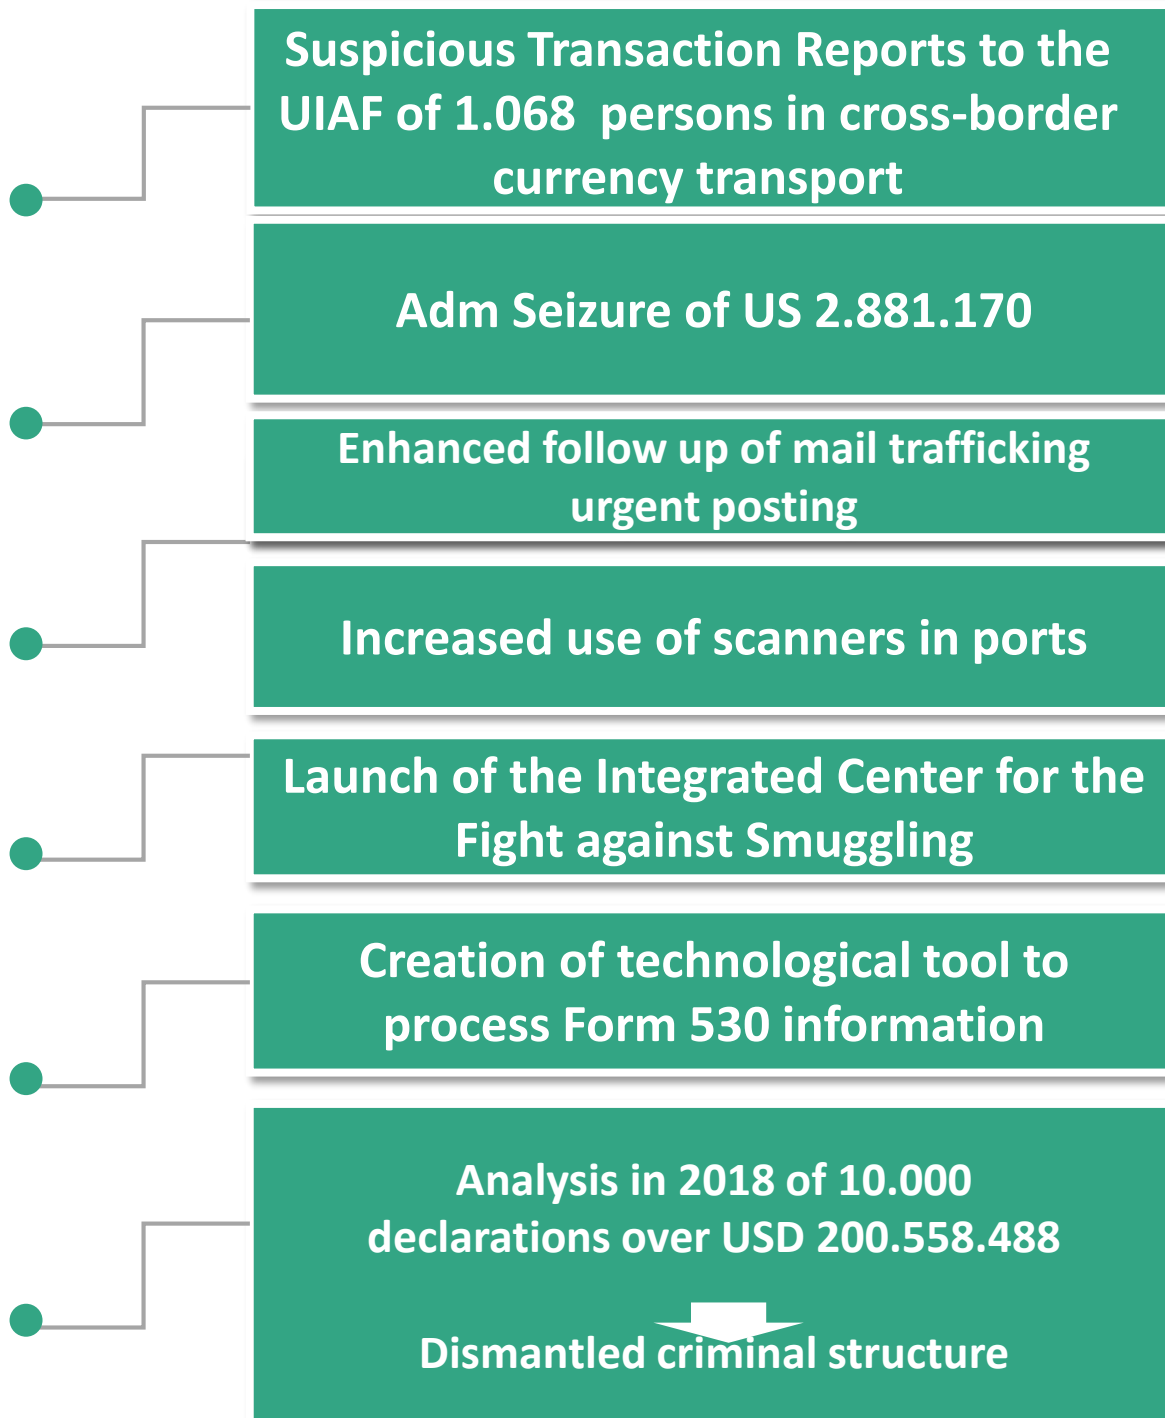 Suspicious Transaction Reports to the
UIAF of 1.068 persons in cross-border
currency transport
Adm Seizure of US 2.881.170
Enhanced follow up of mail trafficking
urgent posting
Increased use of scanners in ports
Launch of the Integrated Center for the
Fight against Smuggling
Creation of technological tool to
process Form 530 information
Analysis in 2018 of 10.000
declarations over USD 200.558.488
Dismantled criminal structure